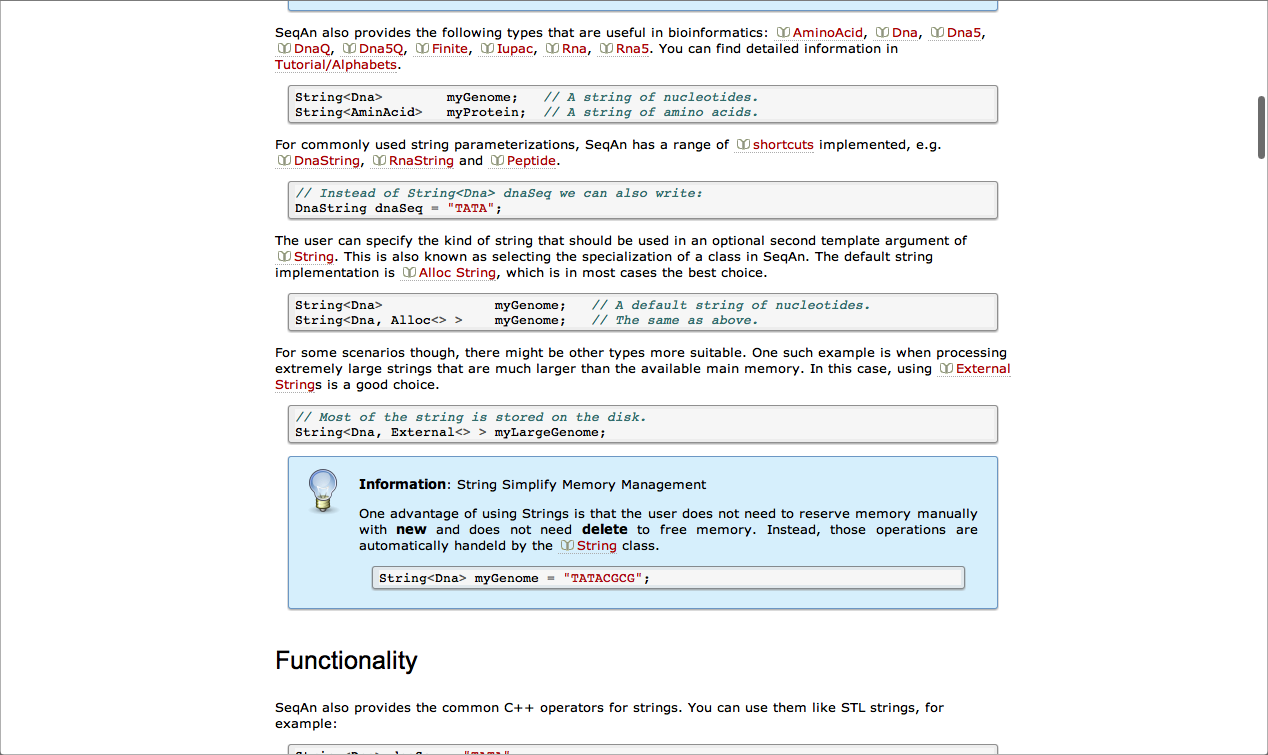 SeqAn also provides the following types that are useful in bioinformatics: AminoAcid, Dna, Dna5,
DnaQ, Dna5Q, Finite, Iupac, Rna, Rna5. You can find detailed information in
Tutorial/Alphabets.
String<Dna> myGenome; // A string of nucleotides.
String<AminAcid> myProtein; // A string of amino acids.
For commonly used string parameterizations, SeqAn has a range of shortcuts implemented, e.g.
DnaString, RnaString and Peptide.
// Instead of String<Dna> dnaSeq we can also write:
DnaString dnaSeq = "TATA";
The user can specify the kind of string that should be used in an optional second template argument of
String. This is also known as selecting the specialization of a class in SeqAn. The default string
implementation is Alloc String, which is in most cases the best choice.
String<Dna> myGenome; // A default string of nucleotides.
String<Dna, Alloc<> > myGenome; // The same as above.
For some scenarios though, there might be other types more suitable. One such example is when processing
extremely large strings that are much larger than the available main memory. In this case, using External
Strings is a good choice.
// Most of the string is stored on the disk.
String<Dna, External<> > myLargeGenome;
Information: String Simplify Memory Management
One advantage of using Strings is that the user does not need to reserve memory manually
with new and does not need delete to free memory. Instead, those operations are
automatically handeld by the String class.
String<Dna> myGenome = "TATACGCG";
Functionality
SeqAn also provides the common C++ operators for strings. You can use them like STL strings, for
example: